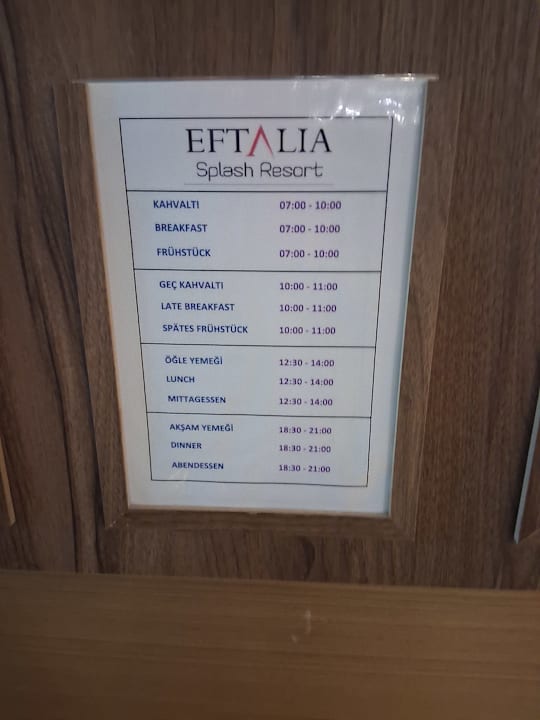 EFTALIA
Splash Resort
KAHVALTI 07:00 - 10:00
BREAKFAST 07:00 - 10:00
FRÜHSTÜCK 07:00 - 10:00
GEÇ KAHVALTI 10:00 - 11:00
LATE BREAKFAST 10:00 - 11:00
SPÄTES FRÜHSTÜCK 10:00 - 11:00
ÖĞLE YEMEĞİ 12:30 - 14:00
LUNCH 12:30 - 14:00
MITTAGESSEN 12:30 - 14:00
AKŞAM YEMEĞİ 18:30 - 21:00
DINNER 18:30 - 21:00
ABENDESSEN 18:30 - 21:00